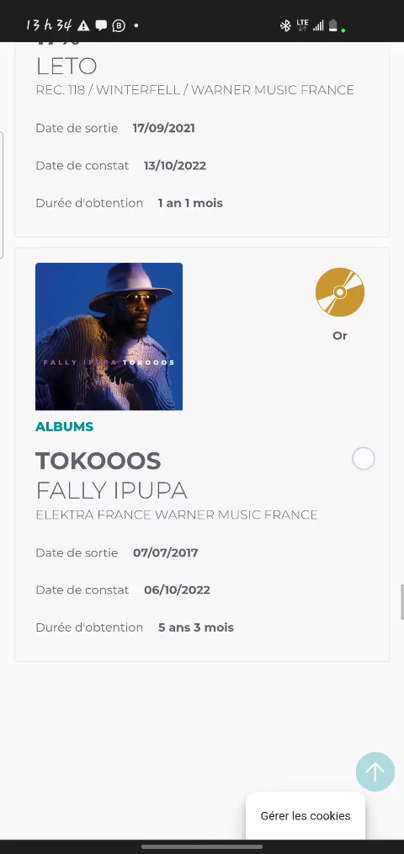 13 h 34
LTE
17%
LETO
REC. 118 / WINTERFELL / WARNER MUSIC FRANCE
Date de sortie 17/09/2021
Date de constat 13/10/2022
Durée d'obtention 1 an 1 mois
Or
FALLY IPUPA TOKOOOS
ALBUMS
TOKOOOS
FALLY IPUPA
ELEKTRA FRANCE WARNER MUSIC FRANCE
Date de sortie 07/07/2017
Date de constat 06/10/2022
Durée d'obtention 5 ans 3 mois
Gérer les cookies